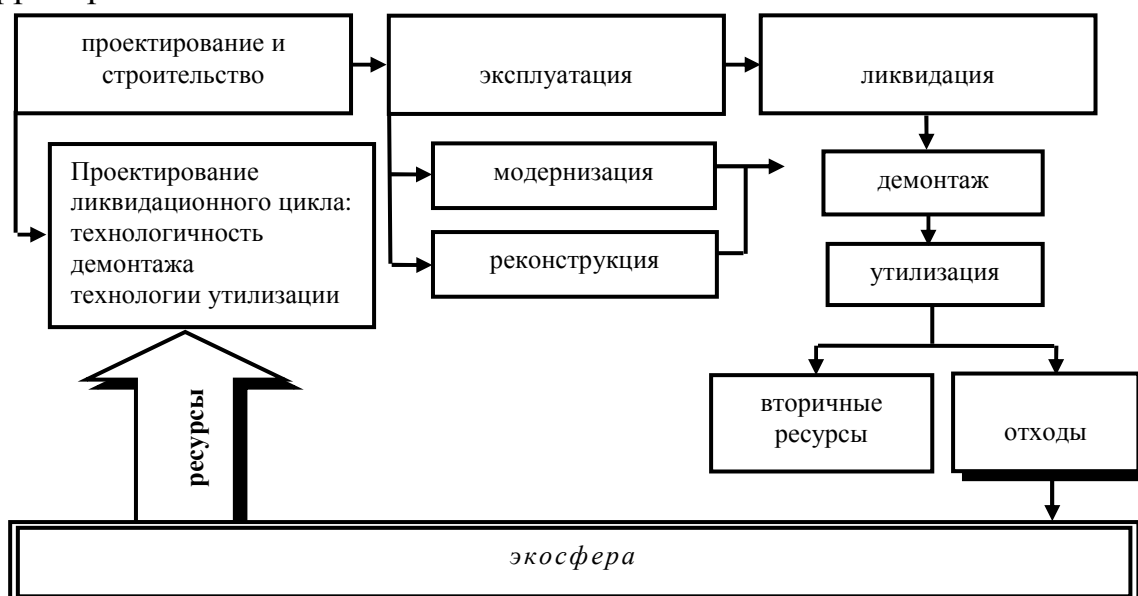 проектирование и
строительство
эксплуатация
ликвидация
Проектирование
ликвидационного цикла:
технологичность
демонтажа
технологии утилизации
модернизация
реконструкция
демонтаж
утилизация
вторичные
ресурсы
отходы
ресурсы
экосфера